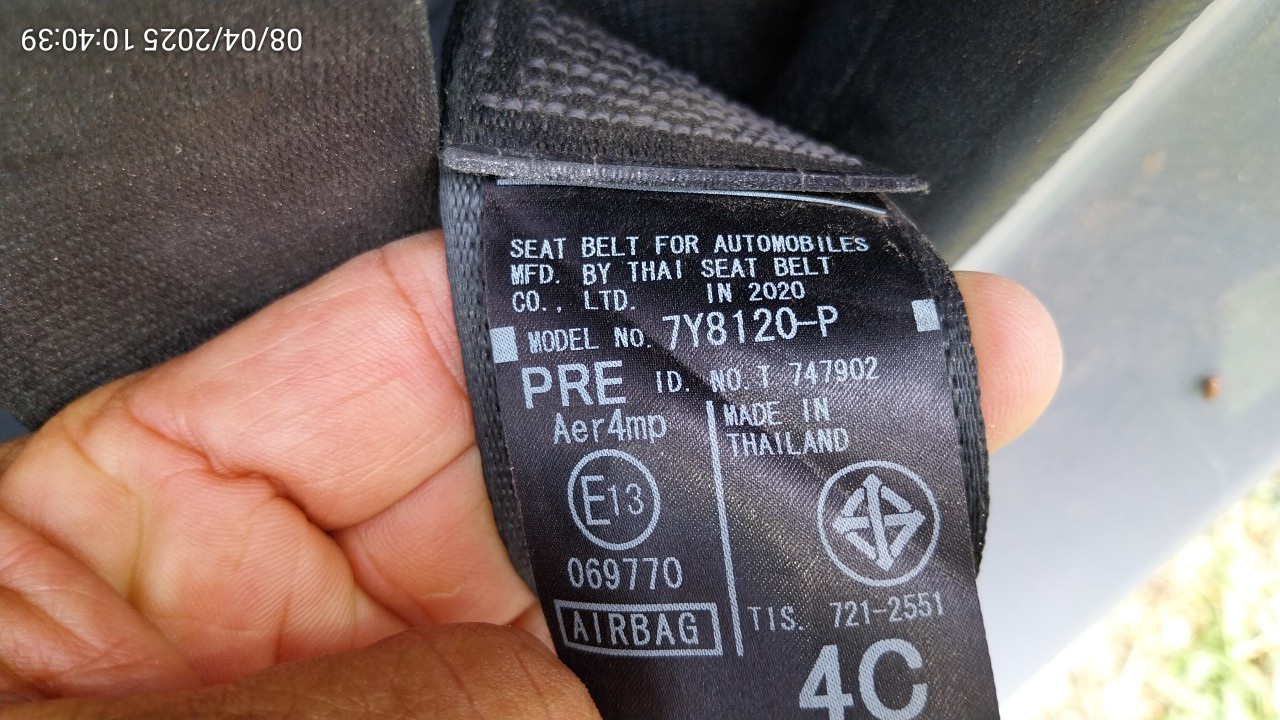 08/04/2025 10:40:39
SEAT BELT FOR AUTOMOBILES
MFD. BY THAI SEAT BELT
CO., LTD. IN 2020
MODEL NO. 7Y8120-P
PRE ID. NO. T 747902
Aer4mp
MADE IN
THAILAND
E13
069770
AIRBAG
TIS. 721-2551
4C